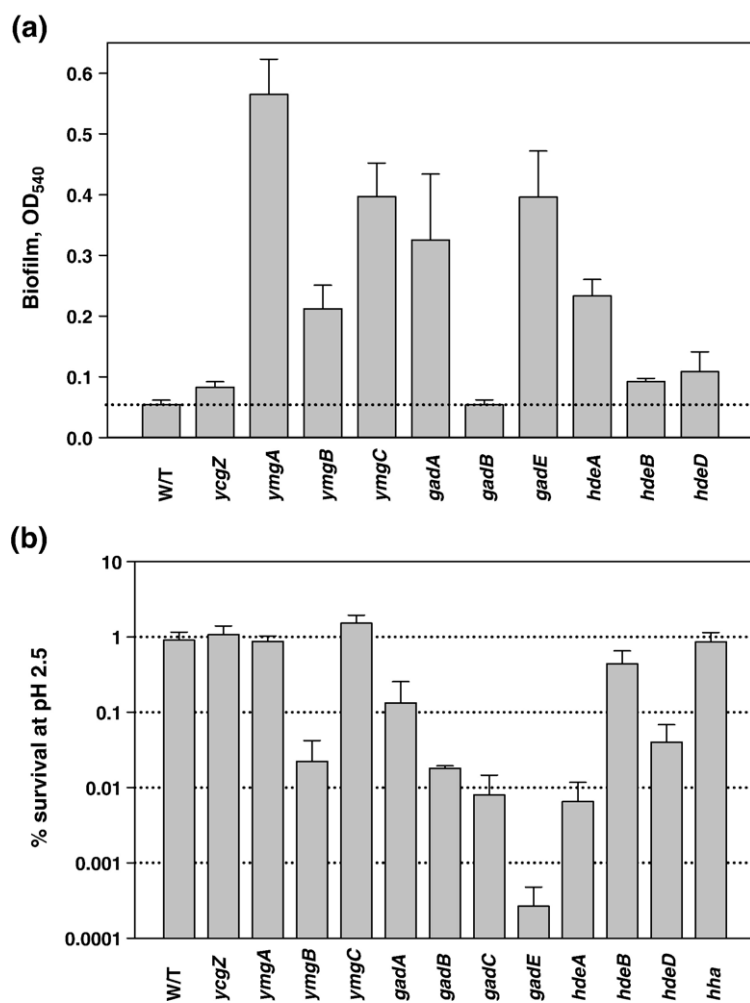 (a)
Biofilm, OD540
0.6
0.5
0.4
0.3
0.2
0.1
0.0
W/T ycgZ ymgA ymgB ymgC gadA gadB gadE hdeA hdeB hdeD
(b)
% survival at pH 2.5
10
1
0.1
0.01
0.001
0.0001
W/T ycgZ ymgA ymgB ymgC gadA gadB gadC gadE hdeA hdeB hdeD hha